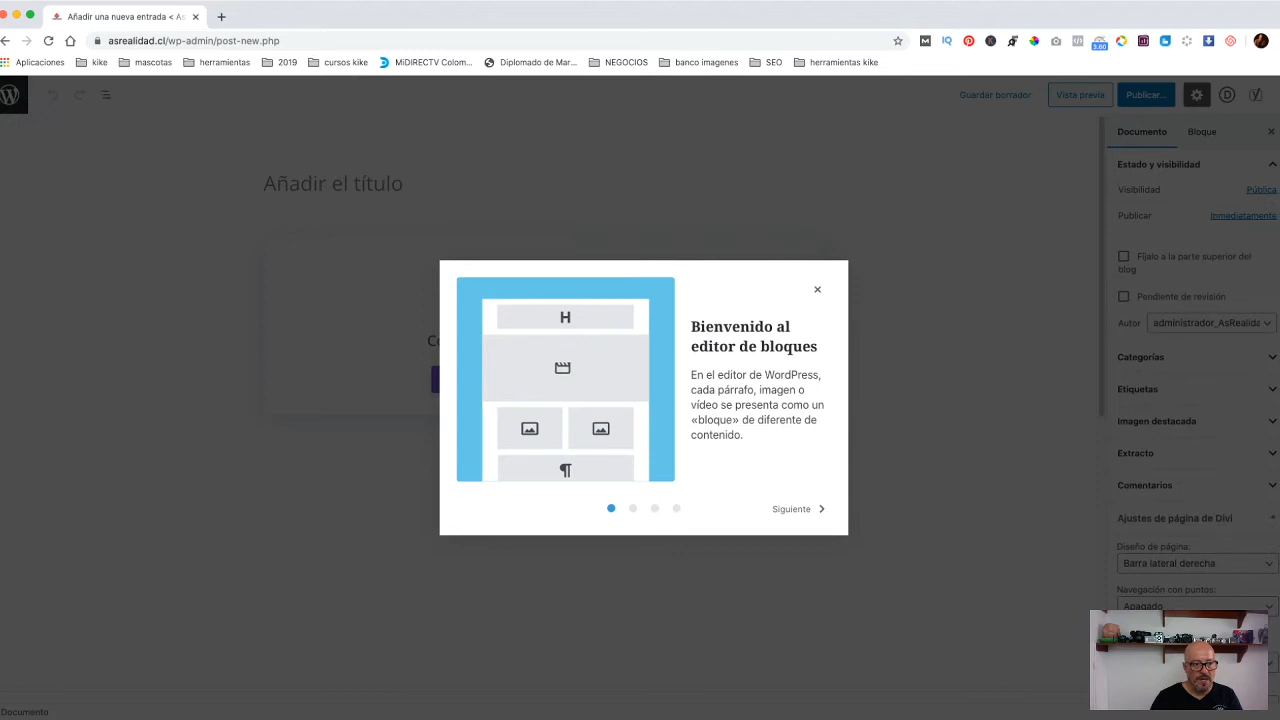 Añadir una nueva entrada < As
asrealidad.cl/wp-admin/post-new.php
3.60
Aplicaciones kike mascotas herramientas 2019 cursos kike MiDIRECTV Colom... Diplomado de Mar... NEGOCIOS banco imagenes SEO herramientas kike
Guardar borrador Vista previa Publicar...
Documento Bloque
Añadir el título
Estado y visibilidad
Visibilidad Pública
Publicar Inmediatamente
Fíjalo a la parte superior del
blog
Pendiente de revisión
Autor administrador_AsRealida
Categorías
Etiquetas
Imagen destacada
Extracto
Comentarios
Ajustes de página de Divi
Diseño de página:
Barra lateral derecha
Navegación con puntos:
Apagado
H
Bienvenido al
editor de bloques
En el editor de WordPress,
cada párrafo, imagen o
vídeo se presenta como un
«bloque» de diferente de
contenido.
Siguiente
Documento